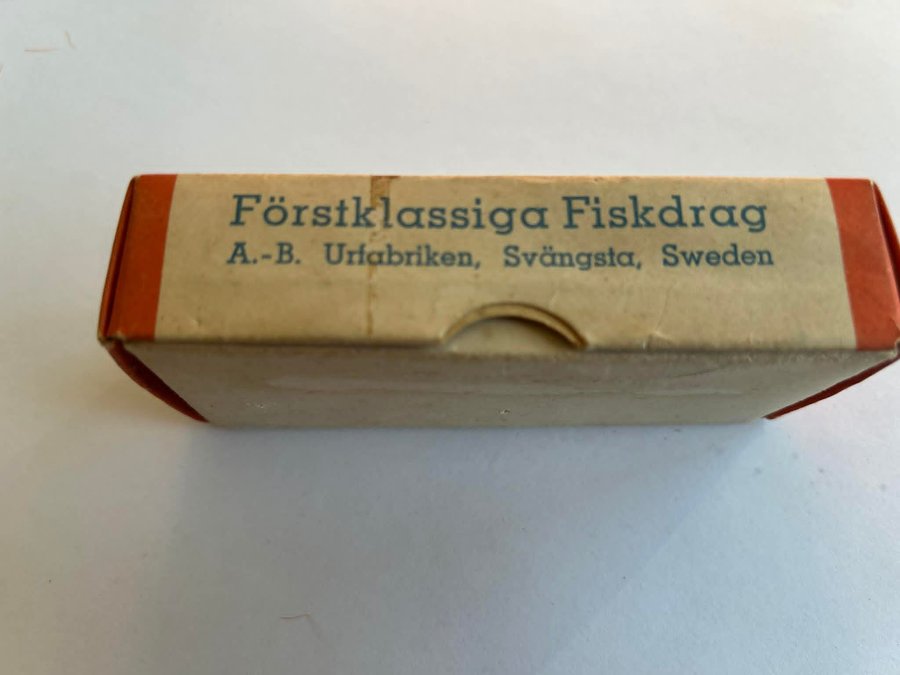 Förstklassiga Fiskdrag
A.-B. Urfabriken, Svängsta, Sweden